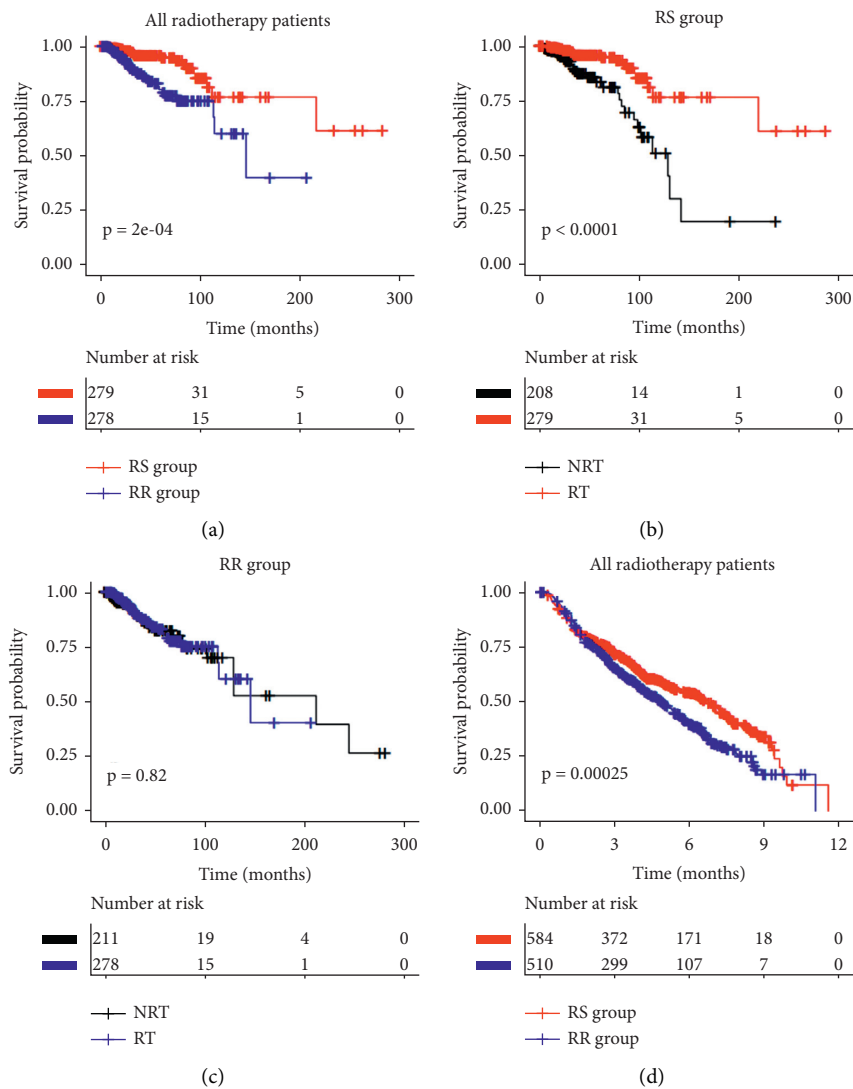 All radiotherapy patients
Survival probability
1.00
0.75
0.50
0.25
0.00
p = 2e-04
0 100 200 300
Time (months)
Number at risk
279 31 5 0
278 15 1 0
RS group
RR group
(a)
RS group
Survival probability
1.00
0.75
0.50
0.25
0.00
p < 0.0001
0 100 200 300
Time (months)
Number at risk
208 14 1 0
279 31 5 0
NRT
RT
(b)
RR group
Survival probability
1.00
0.75
0.50
0.25
0.00
p = 0.82
0 100 200 300
Time (months)
Number at risk
211 19 4 0
278 15 1 0
NRT
RT
(c)
All radiotherapy patients
Survival probability
1.00
0.75
0.50
0.25
0.00
p = 0.00025
0 3 6 9 12
Time (months)
Number at risk
584 372 171 18 0
510 299 107 7 0
RS group
RR group
(d)